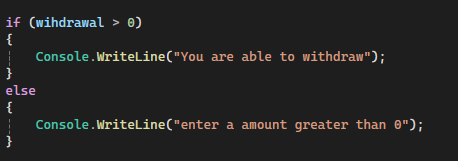 if (wihdrawal > 0)
{
    Console.WriteLine("You are able to withdraw");
}
else
{
    Console.WriteLine("enter a amount greater than 0");
}